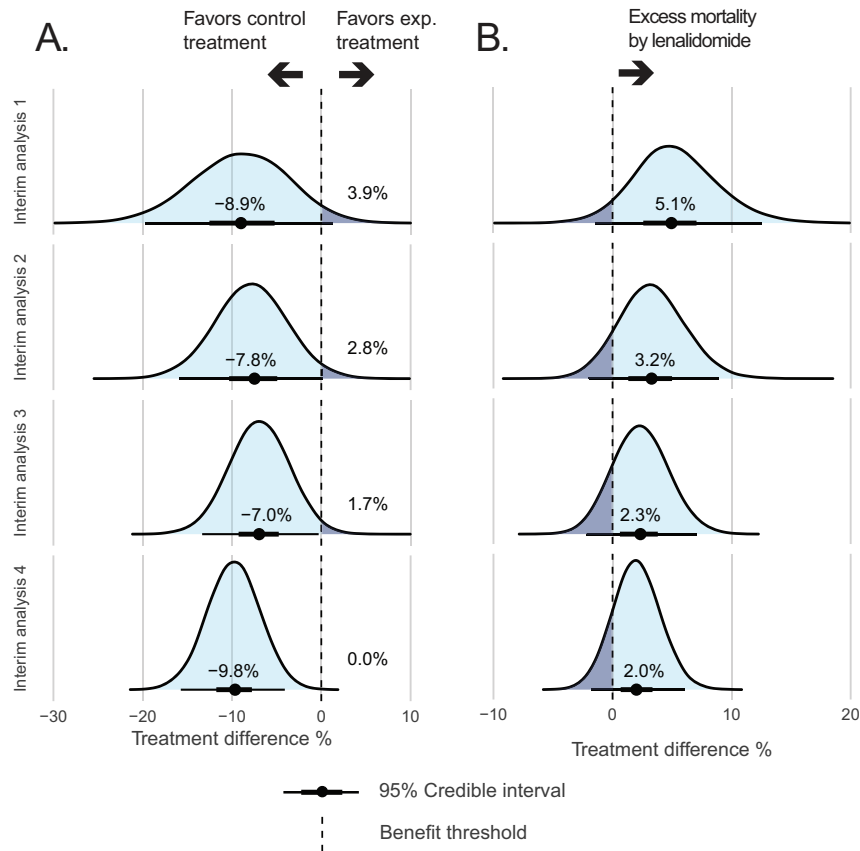 A.
Favors control
treatment
Favors exp.
treatment
B.
Excess mortality
by lenalidomide
Interim analysis 1
−8.9%
3.9%
5.1%
Interim analysis 2
−7.8%
2.8%
3.2%
Interim analysis 3
−7.0%
1.7%
2.3%
Interim analysis 4
−9.8%
0.0%
2.0%
−30 −20 −10 0 10
−10 0 10 20
Treatment difference %
Treatment difference %
95% Credible interval
Benefit threshold